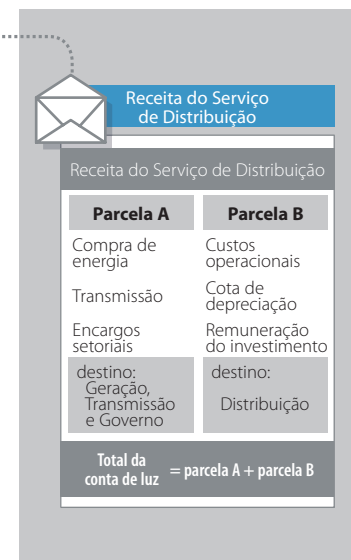 Receita do Serviço
de Distribuição
Receita do Serviço de Distribuição
Parcela A
Compra de
energia
Transmissão
Encargos
setoriais
destino:
Geração,
Transmissão
e Governo
Parcela B
Custos
operacionais
Cota de
depreciação
Remuneração
do investimento
destino:
Distribuição
Total da
conta de luz = parcela A + parcela B